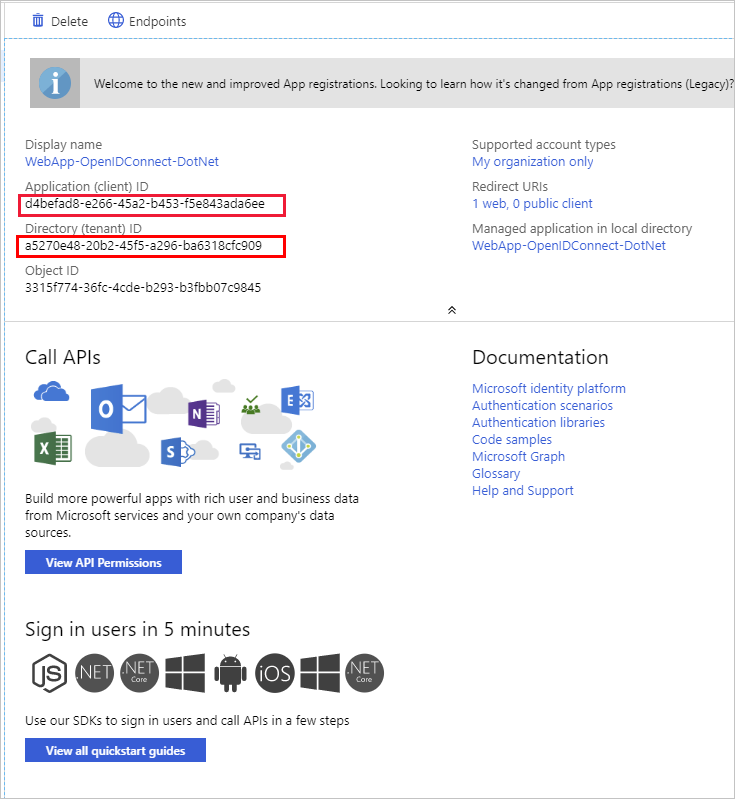 Delete Endpoints
Welcome to the new and improved App registrations. Looking to learn how it's changed from App registrations (Legacy)?
Display name
WebApp-OpenIDConnect-DotNet
Application (client) ID
d4befad8-e266-45a2-b453-f5e843ada6ee
Directory (tenant) ID
a5270e48-20b2-45f5-a296-ba6318cfc909
Object ID
3315f774-36fc-4cde-b293-b3fbb07c9845
Supported account types
My organization only
Redirect URIs
1 web, 0 public client
Managed application in local directory
WebApp-OpenIDConnect-DotNet
Call APIs
O
N
E
X
S
Build more powerful apps with rich user and business data
from Microsoft services and your own company's data
sources.
View API Permissions
Documentation
Microsoft identity platform
Authentication scenarios
Authentication libraries
Code samples
Microsoft Graph
Glossary
Help and Support
Sign in users in 5 minutes
JS .NET .NET Core iOS .NET Core
Use our SDKs to sign in users and call APIs in a few steps
View all quickstart guides